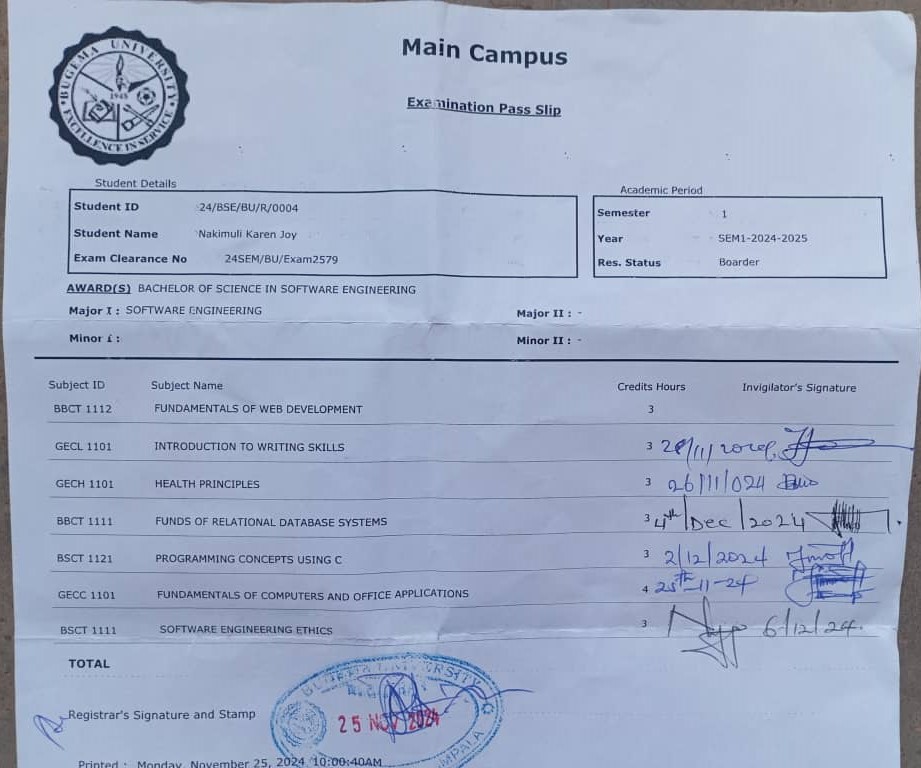 BUGEMA UNIVERSITY
1948
EXCELLENCE IN SERVICE
Main Campus
Examination Pass Slip
Student Details
Student ID 24/BSE/BU/R/0004
Student Name Nakimuli Karen Joy
Exam Clearance No 24SEM/BU/Exam2579
Academic Period
Semester 1
Year SEM1-2024-2025
Res. Status Boarder
AWARD(S) BACHELOR OF SCIENCE IN SOFTWARE ENGINEERING
Major I : SOFTWARE ENGINEERING Major II : -
Minor I : Minor II : -
Subject ID Subject Name Credits Hours Invigilator's Signature
BBCT 1112 FUNDAMENTALS OF WEB DEVELOPMENT 3
GECL 1101 INTRODUCTION TO WRITING SKILLS 3
GECH 1101 HEALTH PRINCIPLES 3 26/11/024
BBCT 1111 FUNDS OF RELATIONAL DATABASE SYSTEMS 3 4th/Dec/2024
BSCT 1121 PROGRAMMING CONCEPTS USING C 3 2/12/2024
GECC 1101 FUNDAMENTALS OF COMPUTERS AND OFFICE APPLICATIONS 4 25th-11-24
BSCT 1111 SOFTWARE ENGINEERING ETHICS 3 6/12/24.
TOTAL
BUGEMA UNIVERSITY
Registrar's Signature and Stamp
25 NOV 2024
Printed : Monday, November 25, 2024 10:00:40AM